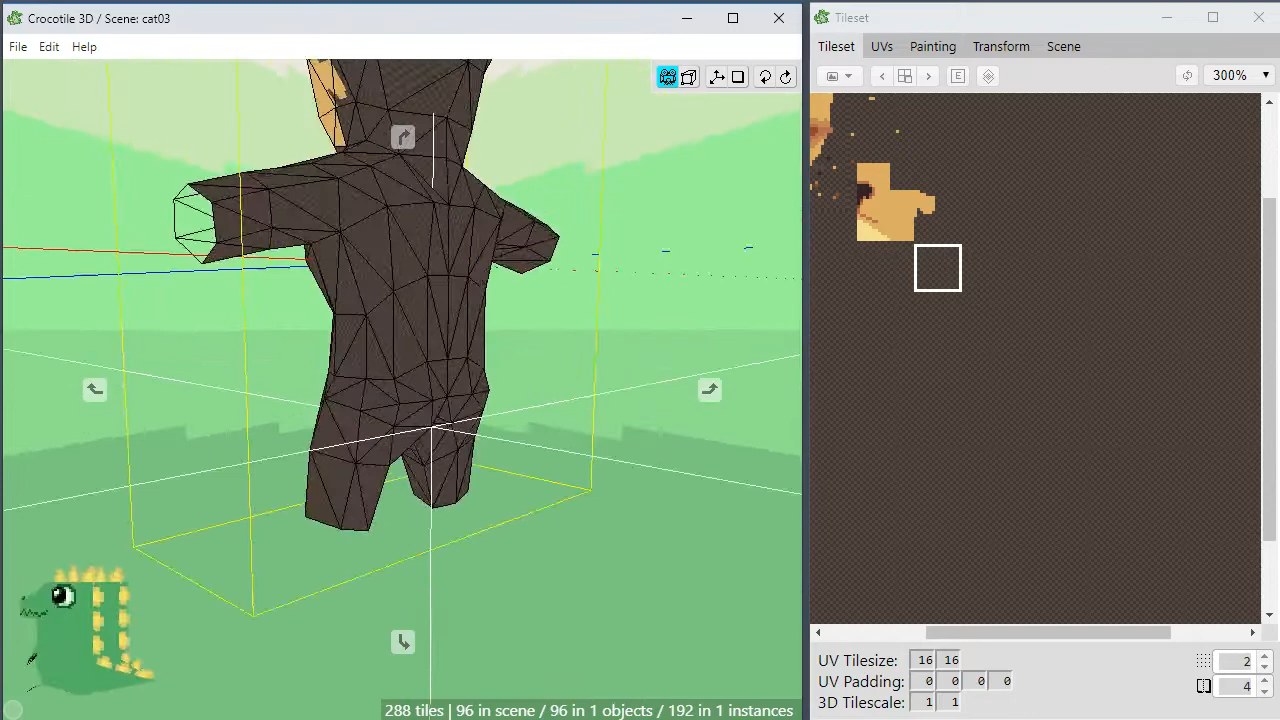 Crocotile 3D / Scene: cat03
File Edit Help
288 tiles | 96 in scene / 96 in 1 objects / 192 in 1 instances
Tileset
Tileset UVs Painting Transform Scene
E 300%
UV Tilesize: 16 16 2
UV Padding: 0 0 0 0 4
3D Tilescale: 1 1